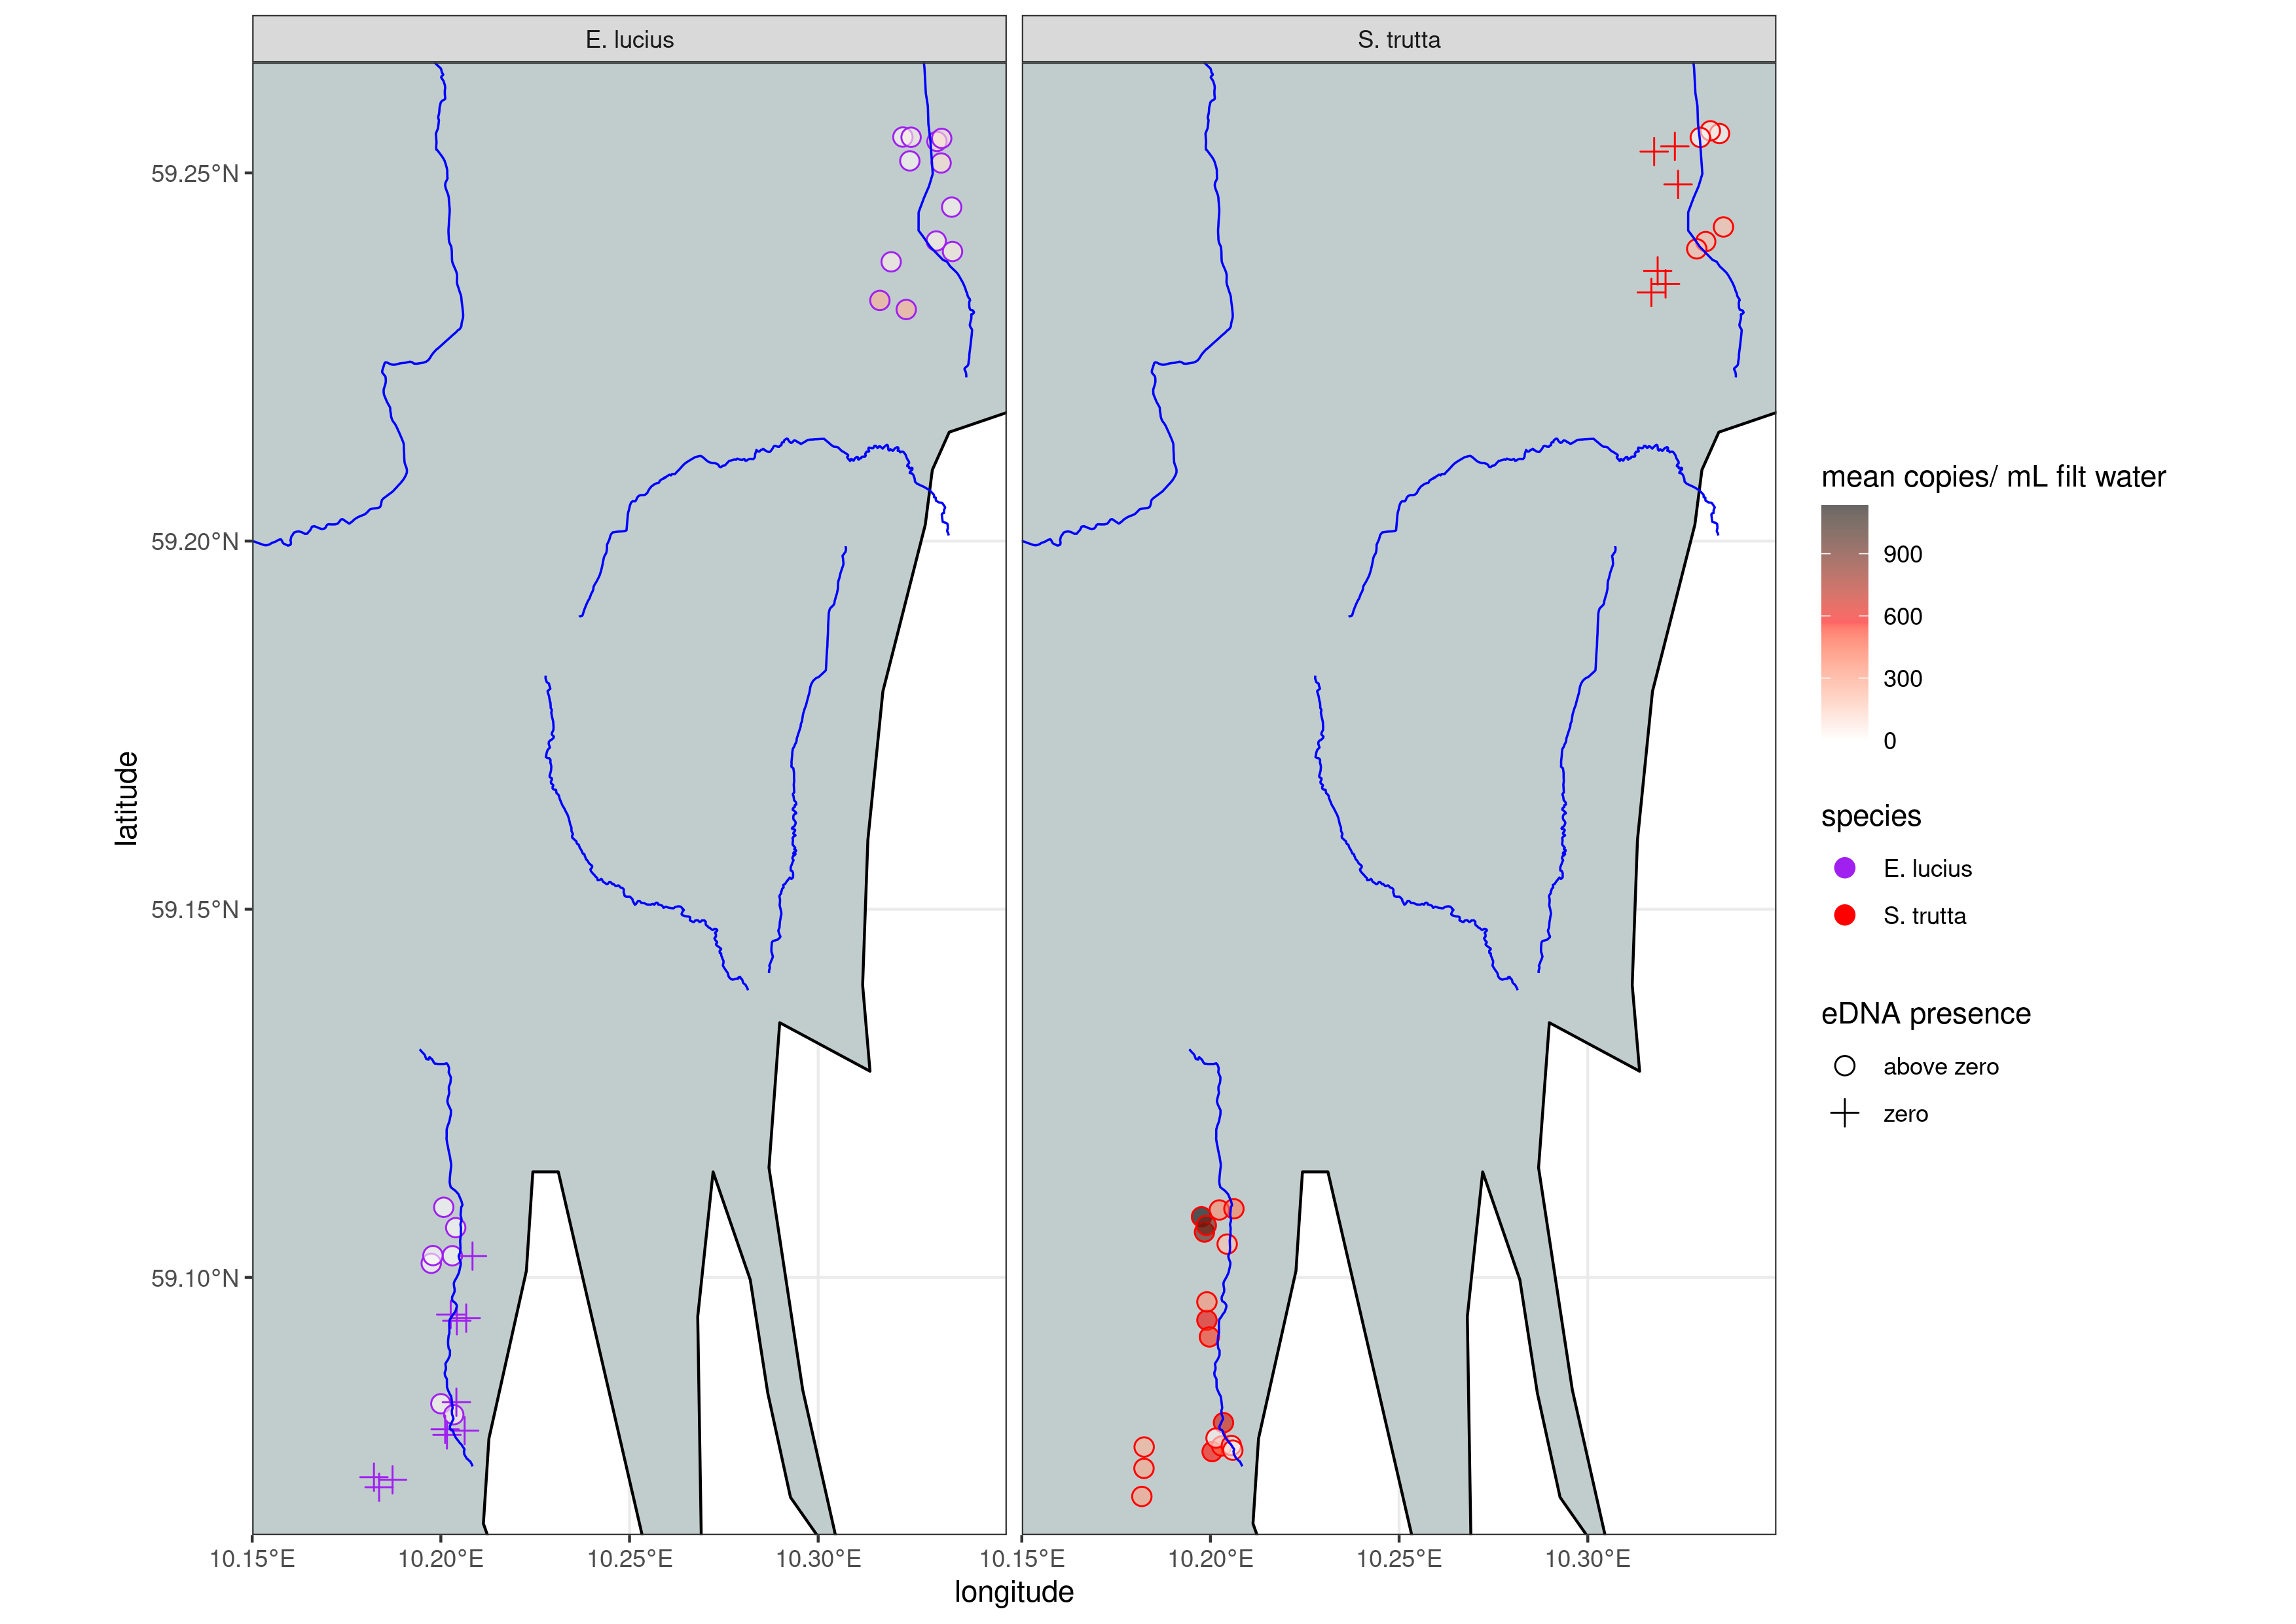 E. lucius
S. trutta
59.25°N
59.20°N
59.15°N
59.10°N
latitude
10.15°E
10.20°E
10.25°E
10.30°E
10.15°E
10.20°E
10.25°E
10.30°E
longitude
mean copies/ mL filt water
900
600
300
0
species
E. lucius
S. trutta
eDNA presence
above zero
zero